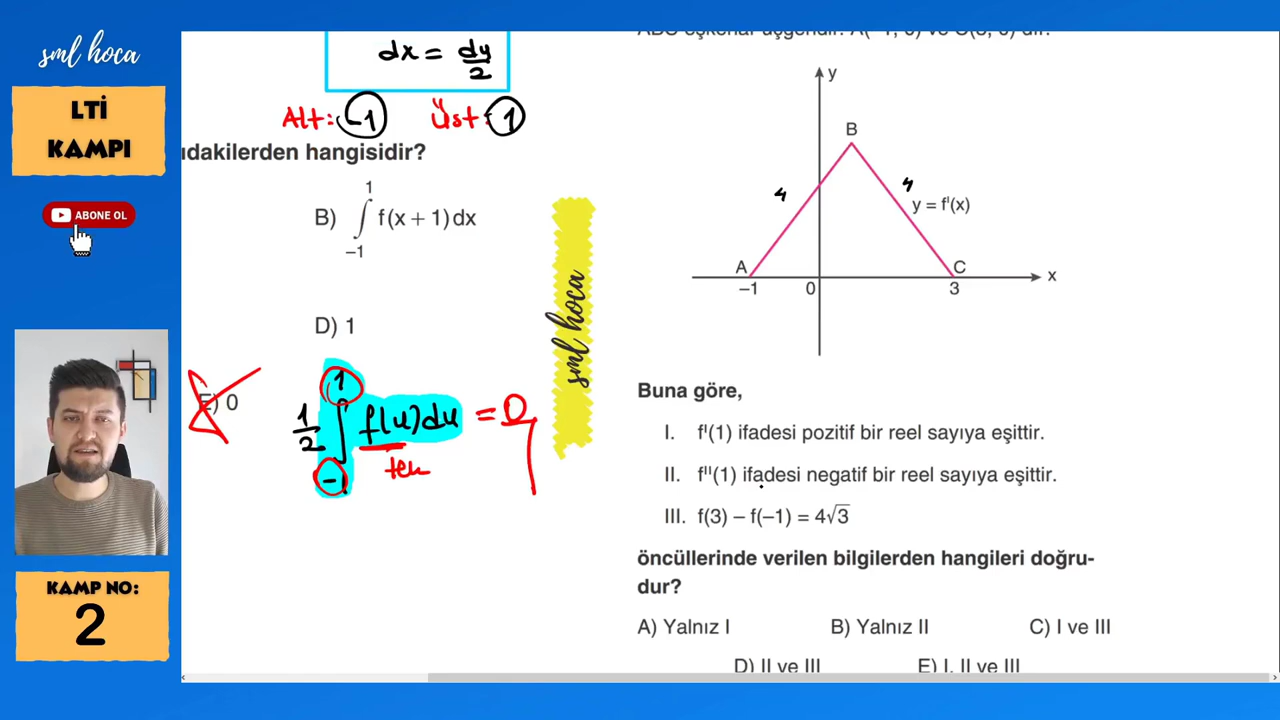 sml hoca
LTİ
KAMPI
ABONE OL
KAMP NO:
2
dx = dy/2
Alt: -1 Üst: 1
ıdakilerden hangisidir?
B) ∫ f(x + 1) dx
1
-1
D) 1
E) 0
1/2 ∫ f(u) du = 0
1
-1
tek
sml hoca
y
B
4
4
y = f'(x)
A
C
x
-1
0
3
Buna göre,
I. f'(1) ifadesi pozitif bir reel sayıya eşittir.
II. f''(1) ifadesi negatif bir reel sayıya eşittir.
III. f(3) – f(–1) = 4√3
öncüllerinde verilen bilgilerden hangileri doğru-
dur?
A) Yalnız I B) Yalnız II C) I ve III
D) II ve III E) I, II ve III